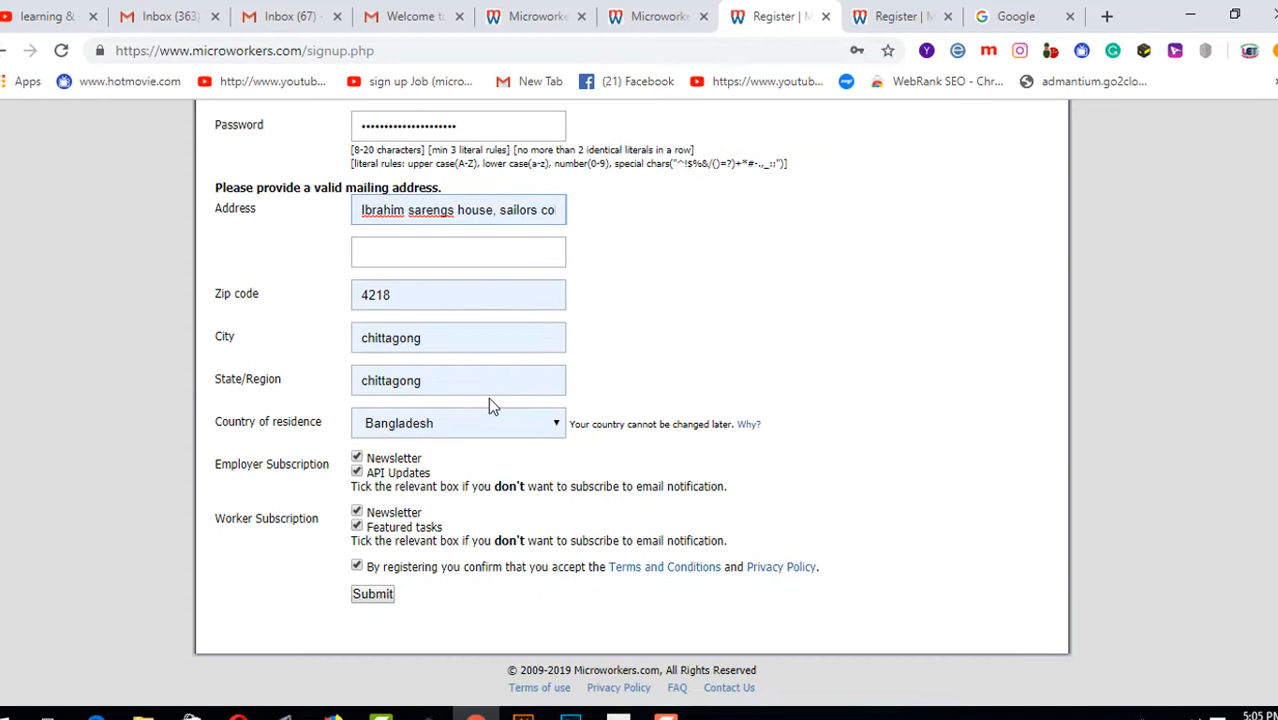 learning &
Inbox (363)
Inbox (67) -
Welcome t
Microworke
Microworke
Register | M
Register | M
Google
https://www.microworkers.com/signup.php
Apps
www.hotmovie.com
http://www.youtub...
sign up Job (micro...
New Tab
(21) Facebook
https://www.youtub...
WebRank SEO - Chr...
admantium.go2clo...
Password
•••••••••••••••••••••
[8-20 characters] [min 3 literal rules] [no more than 2 identical literals in a row]
[literal rules: upper case(A-Z), lower case(a-z), number(0-9), special chars("^!$%&/()=?)+*#-.,_:;")]
Please provide a valid mailing address.
Address
Ibrahim sarengs house, sailors co
Zip code
4218
City
chittagong
State/Region
chittagong
Country of residence
Bangladesh
Your country cannot be changed later. Why?
Employer Subscription
Newsletter
API Updates
Tick the relevant box if you don't want to subscribe to email notification.
Worker Subscription
Newsletter
Featured tasks
Tick the relevant box if you don't want to subscribe to email notification.
By registering you confirm that you accept the Terms and Conditions and Privacy Policy.
Submit
© 2009-2019 Microworkers.com, All Rights Reserved
Terms of use
Privacy Policy
FAQ
Contact Us
5:05 PM